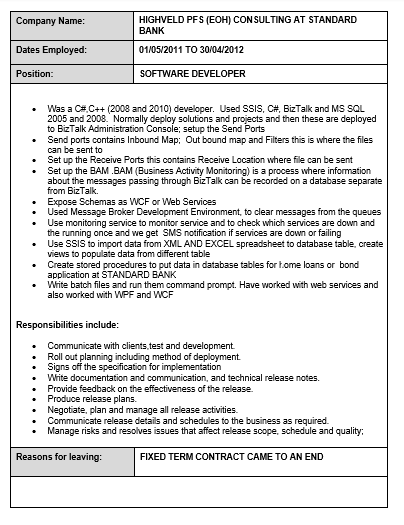 Company Name:
HIGHVELD PFS (EOH) CONSULTING AT STANDARD
BANK
Dates Employed:
01/05/2011 TO 30/04/2012
Position:
SOFTWARE DEVELOPER
• Was a C#,C++ (2008 and 2010) developer. Used SSIS, C#, BizTalk and MS SQL
2005 and 2008. Normally deploy solutions and projects and then these are deployed
to BizTalk Administration Console; setup the Send Ports
• Send ports contains Inbound Map; Out bound map and Filters this is where the files
can be sent to
• Set up the Receive Ports this contains Receive Location where file can be sent
• Set up the BAM .BAM (Business Activity Monitoring) is a process where information
about the messages passing through BizTalk can be recorded on a database separate
from BizTalk.
• Expose Schemas as WCF or Web Services
• Used Message Broker Development Environment, to clear messages from the queues
• Use monitoring service to monitor service and to check which services are down and
the running once and we get SMS notification if services are down or failing
• Use SSIS to import data from XML AND EXCEL spreadsheet to database table, create
views to populate data from different table
• Created stored procedures to put data in database tables for home loans or bond
application at STANDARD BANK
• Write batch files and run them command prompt. Have worked with web services and
also worked with WPF and WCF
Responsibilities include:
• Communicate with clients,test and development.
• Roll out planning including method of deployment.
• Signs off the specification for implementation
• Write documentation and communication, and technical release notes.
• Provide feedback on the effectiveness of the release.
• Produce release plans.
• Negotiate, plan and manage all release activities.
• Communicate release details and schedules to the business as required.
• Manage risks and resolves issues that affect release scope, schedule and quality;
Reasons for leaving:
FIXED TERM CONTRACT CAME TO AN END